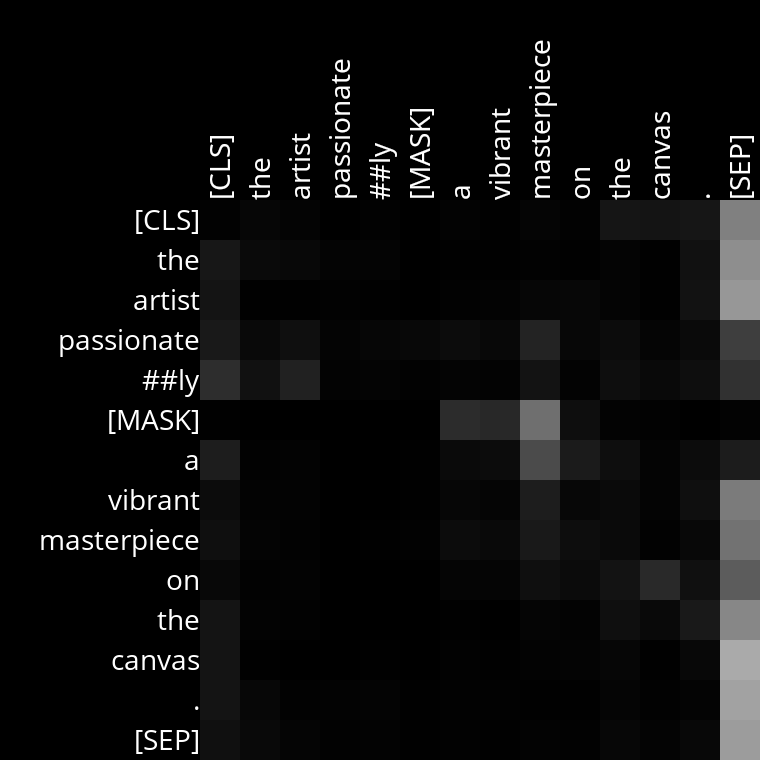 [CLS] the artist passionate ##ly [MASK] a vibrant masterpiece on the canvas . [SEP]
[CLS]
the
artist
passionate
##ly
[MASK]
a
vibrant
masterpiece
on
the
canvas
.
[SEP]